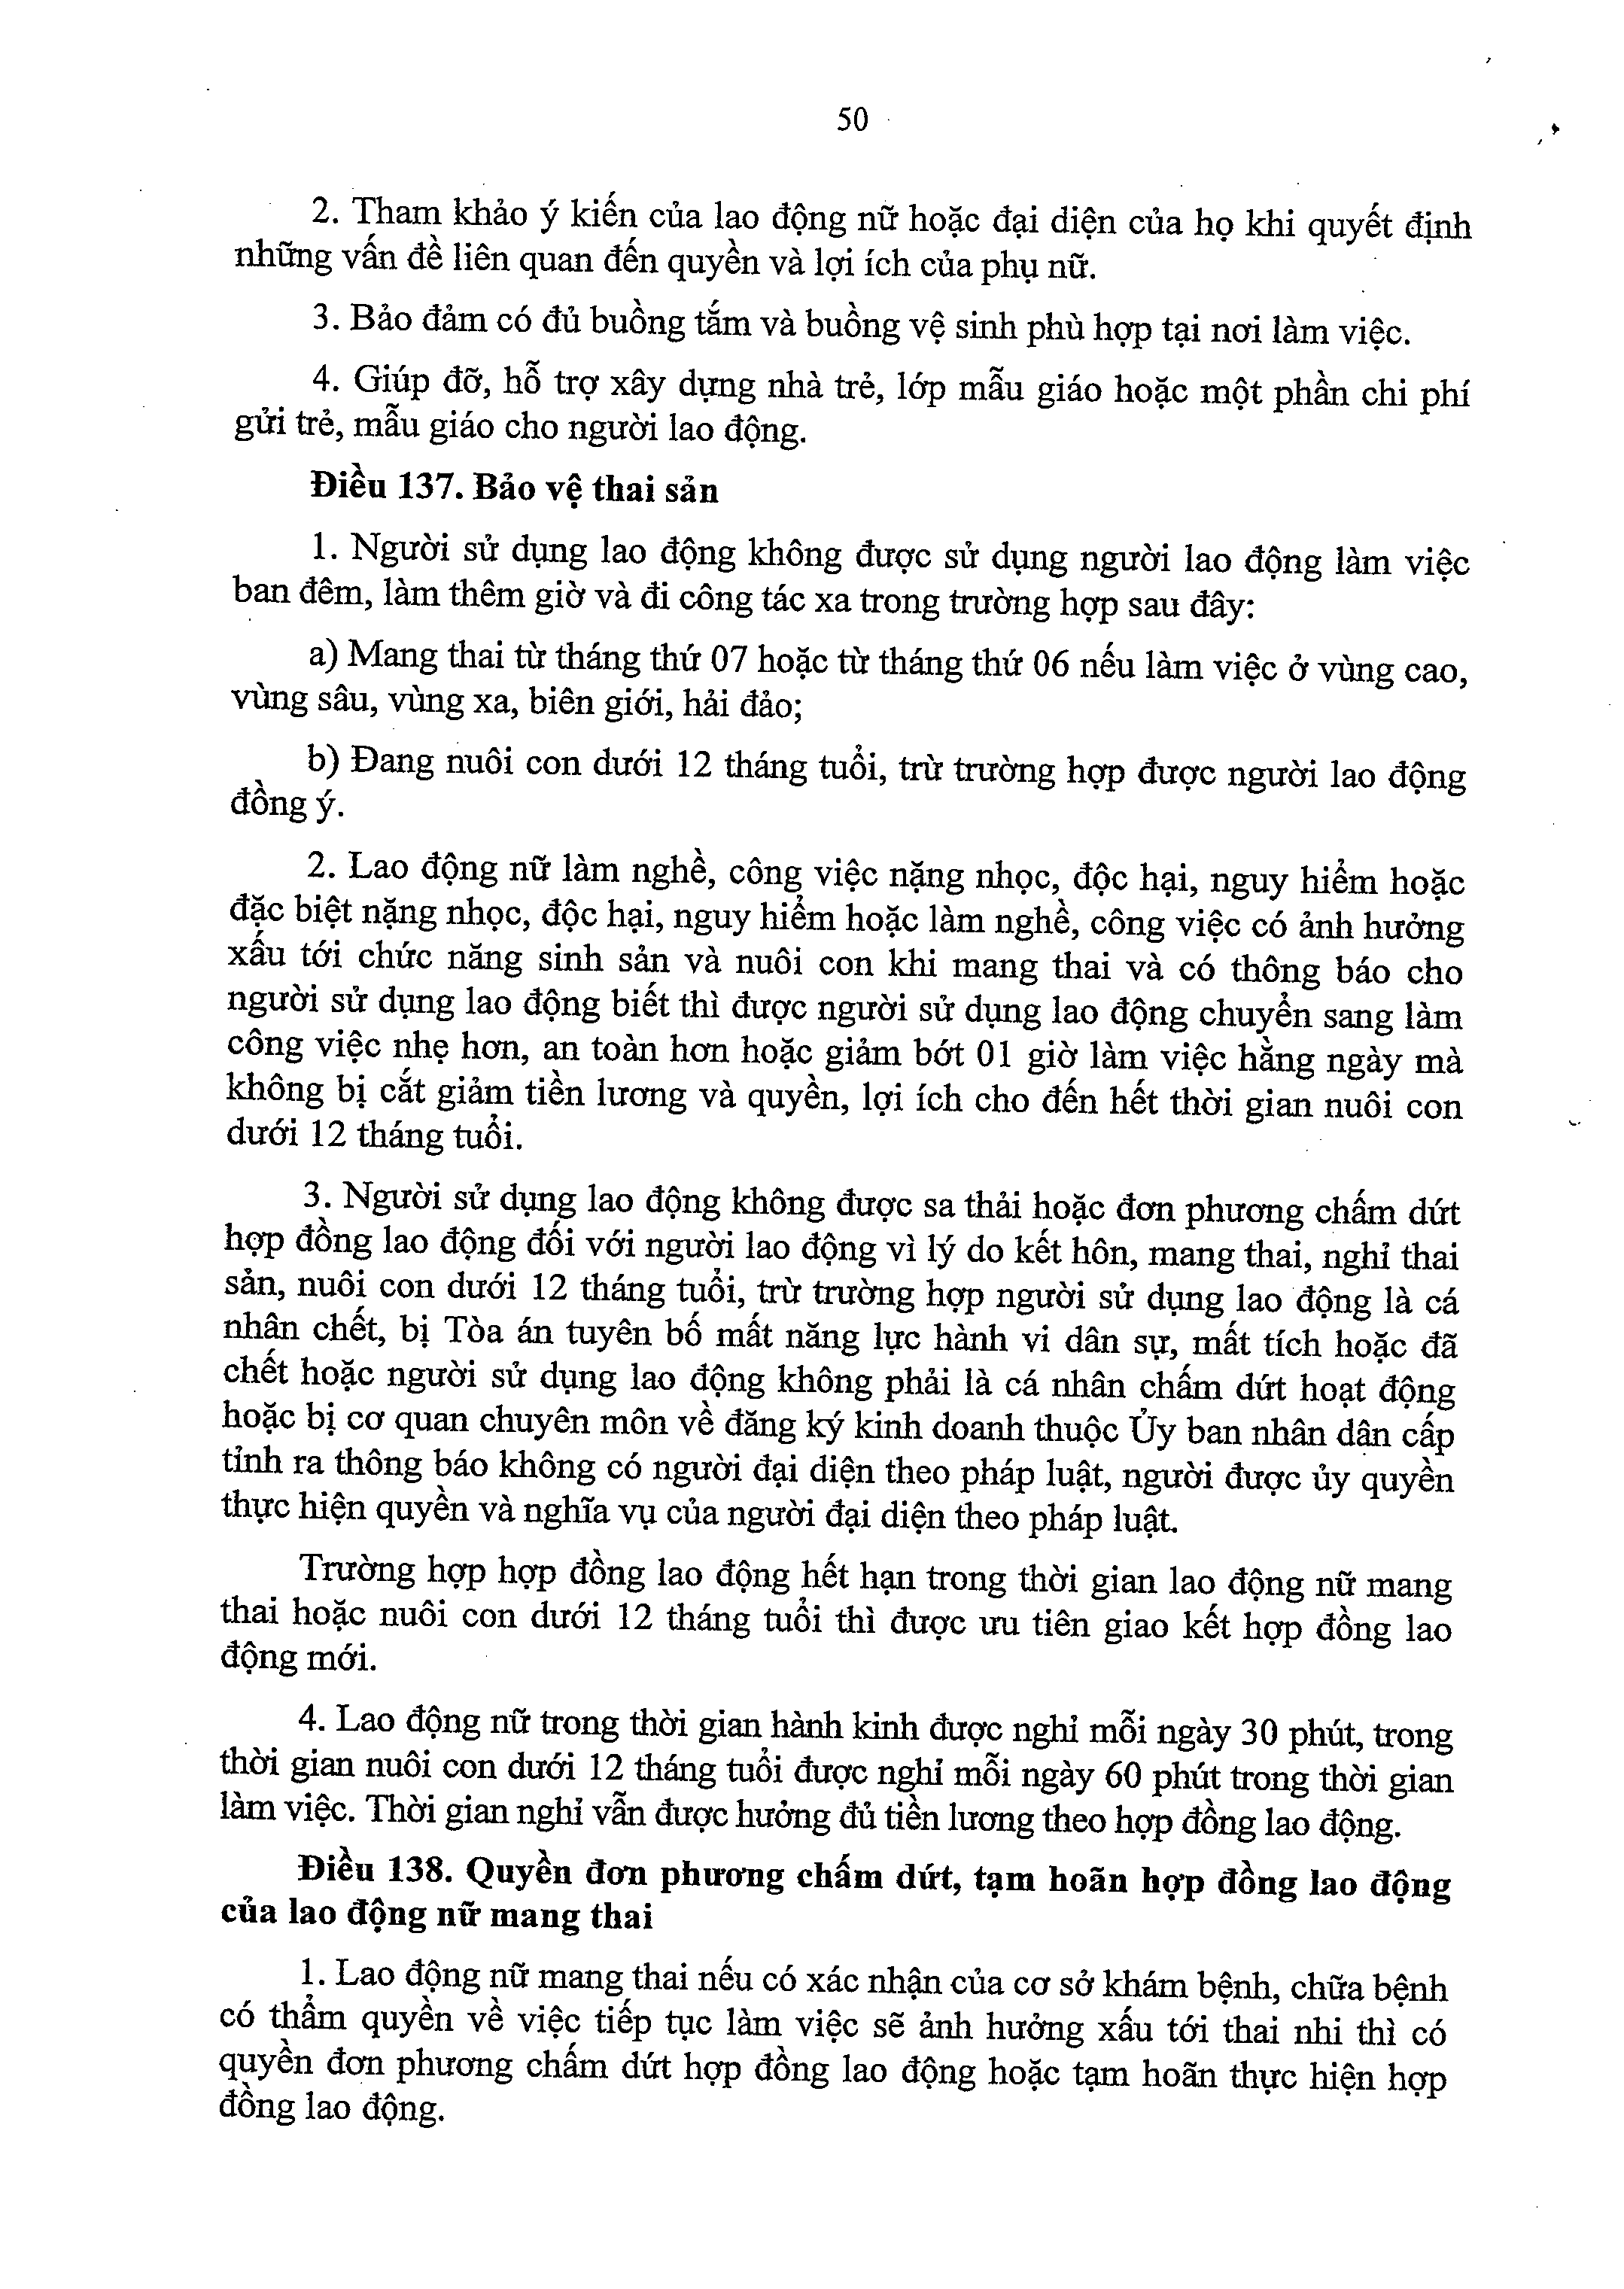 50
2. Tham khảo ý kiến của lao động nữ hoặc đại diện của họ khi quyết định
những vấn đề liên quan đến quyền và lợi ích của phụ nữ.
3. Bảo đảm có đủ buồng tắm và buồng vệ sinh phù hợp tại nơi làm việc.
4. Giúp đỡ, hỗ trợ xây dựng nhà trẻ, lớp mẫu giáo hoặc một phần chi phí
gửi trẻ, mẫu giáo cho người lao động.
Điều 137. Bảo vệ thai sản
1. Người sử dụng lao động không được sử dụng người lao động làm việc
ban đêm, làm thêm giờ và đi công tác xa trong trường hợp sau đây:
a) Mang thai từ tháng thứ 07 hoặc từ tháng thứ 06 nếu làm việc ở vùng cao,
vùng sâu, vùng xa, biên giới, hải đảo;
b) Đang nuôi con dưới 12 tháng tuổi, trừ trường hợp được người lao động
đồng ý.
2. Lao động nữ làm nghề, công việc nặng nhọc, độc hại, nguy hiểm hoặc
đặc biệt nặng nhọc, độc hại, nguy hiểm hoặc làm nghề, công việc có ảnh hưởng
xấu tới chức năng sinh sản và nuôi con khi mang thai và có thông báo cho
người sử dụng lao động biết thì được người sử dụng lao động chuyển sang làm
công việc nhẹ hơn, an toàn hơn hoặc giảm bớt 01 giờ làm việc hằng ngày mà
không bị cắt giảm tiền lương và quyền, lợi ích cho đến hết thời gian nuôi con
dưới 12 tháng tuổi.
3. Người sử dụng lao động không được sa thải hoặc đơn phương chấm dứt
hợp đồng lao động đối với người lao động vì lý do kết hôn, mang thai, nghỉ thai
sản, nuôi con dưới 12 tháng tuổi, trừ trường hợp người sử dụng lao động là cá
nhân chết, bị Tòa án tuyên bố mất năng lực hành vi dân sự, mất tích hoặc đã
chết hoặc người sử dụng lao động không phải là cá nhân chấm dứt hoạt động
hoặc bị cơ quan chuyên môn về đăng ký kinh doanh thuộc Ủy ban nhân dân cấp
tỉnh ra thông báo không có người đại diện theo pháp luật, người được ủy quyền
thực hiện quyền và nghĩa vụ của người đại diện theo pháp luật.
Trường hợp hợp đồng lao động hết hạn trong thời gian lao động nữ mang
thai hoặc nuôi con dưới 12 tháng tuổi thì được ưu tiên giao kết hợp đồng lao
động mới.
4. Lao động nữ trong thời gian hành kinh được nghỉ mỗi ngày 30 phút, trong
thời gian nuôi con dưới 12 tháng tuổi được nghỉ mỗi ngày 60 phút trong thời gian
làm việc. Thời gian nghỉ vẫn được hưởng đủ tiền lương theo hợp đồng lao động.
Điều 138. Quyền đơn phương chấm dứt, tạm hoãn hợp đồng lao động
của lao động nữ mang thai
1. Lao động nữ mang thai nếu có xác nhận của cơ sở khám bệnh, chữa bệnh
có thẩm quyền về việc tiếp tục làm việc sẽ ảnh hưởng xấu tới thai nhi thì có
quyền đơn phương chấm dứt hợp đồng lao động hoặc tạm hoãn thực hiện hợp
đồng lao động.